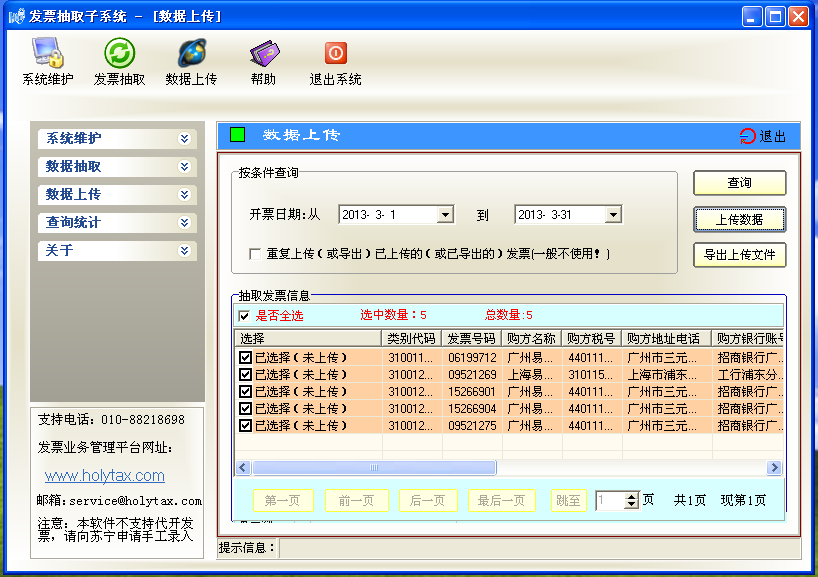 发票抽取子系统 - [数据上传]
系统维护 发票抽取 数据上传 帮助 退出系统
系统维护
数据抽取
数据上传
查询统计
关于
支持电话: 010-88218698
发票业务管理平台网址:
www.holytax.com
邮箱:service@holytax.com
注意: 本软件不支持代开发
票, 请向苏宁申请手工录入
数据上传 退出
按条件查询
开票日期:从 2013- 3- 1 到 2013- 3-31
重复上传(或导出)已上传的(或已导出的)发票(一般不使用!)
查询
上传数据
导出上传文件
抽取发票信息
是否全选 选中数量:5 总数量:5
选择 类别代码 发票号码 购方名称 购方税号 购方地址电话 购方银行账号
已选择(未上传) 310011... 06199712 广州易... 440111... 广州市三元... 招商银行广...
已选择(未上传) 310012... 09521269 上海易... 310115... 上海市浦东... 工行浦东分...
已选择(未上传) 310012... 15266901 广州易... 440111... 广州市三元... 招商银行广...
已选择(未上传) 310012... 15266904 广州易... 440111... 广州市三元... 招商银行广...
已选择(未上传) 310012... 09521275 广州易... 440111... 广州市三元... 招商银行广...
第一页 前一页 后一页 最后一页 跳至 1 页 共1页 现第1页
提示信息: